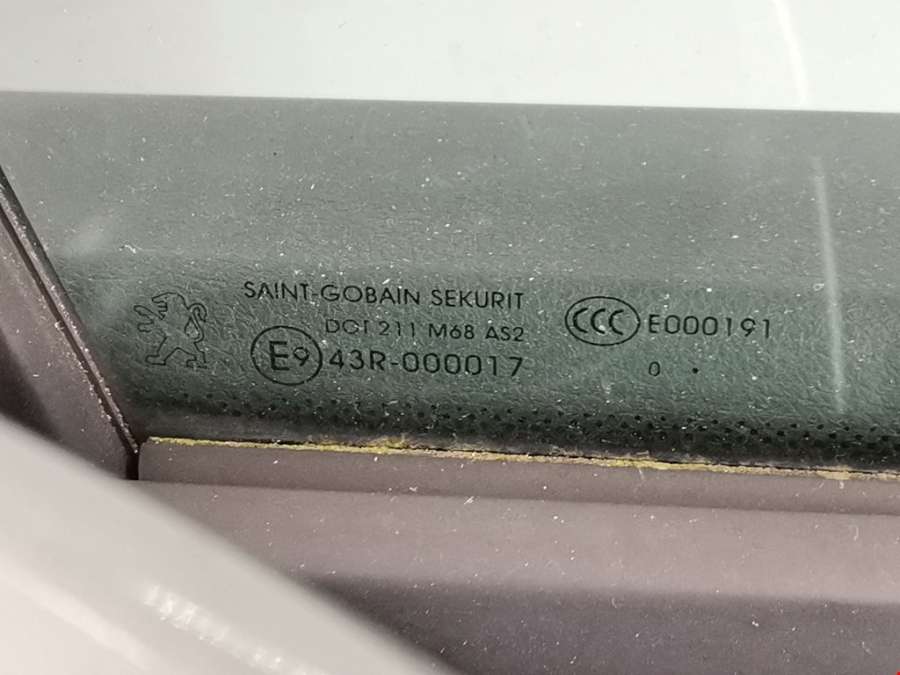 SAINT-GOBAIN SEKURIT
DOT 211 M68 AS2
E9 43R-000017
CCC E000191
0 •